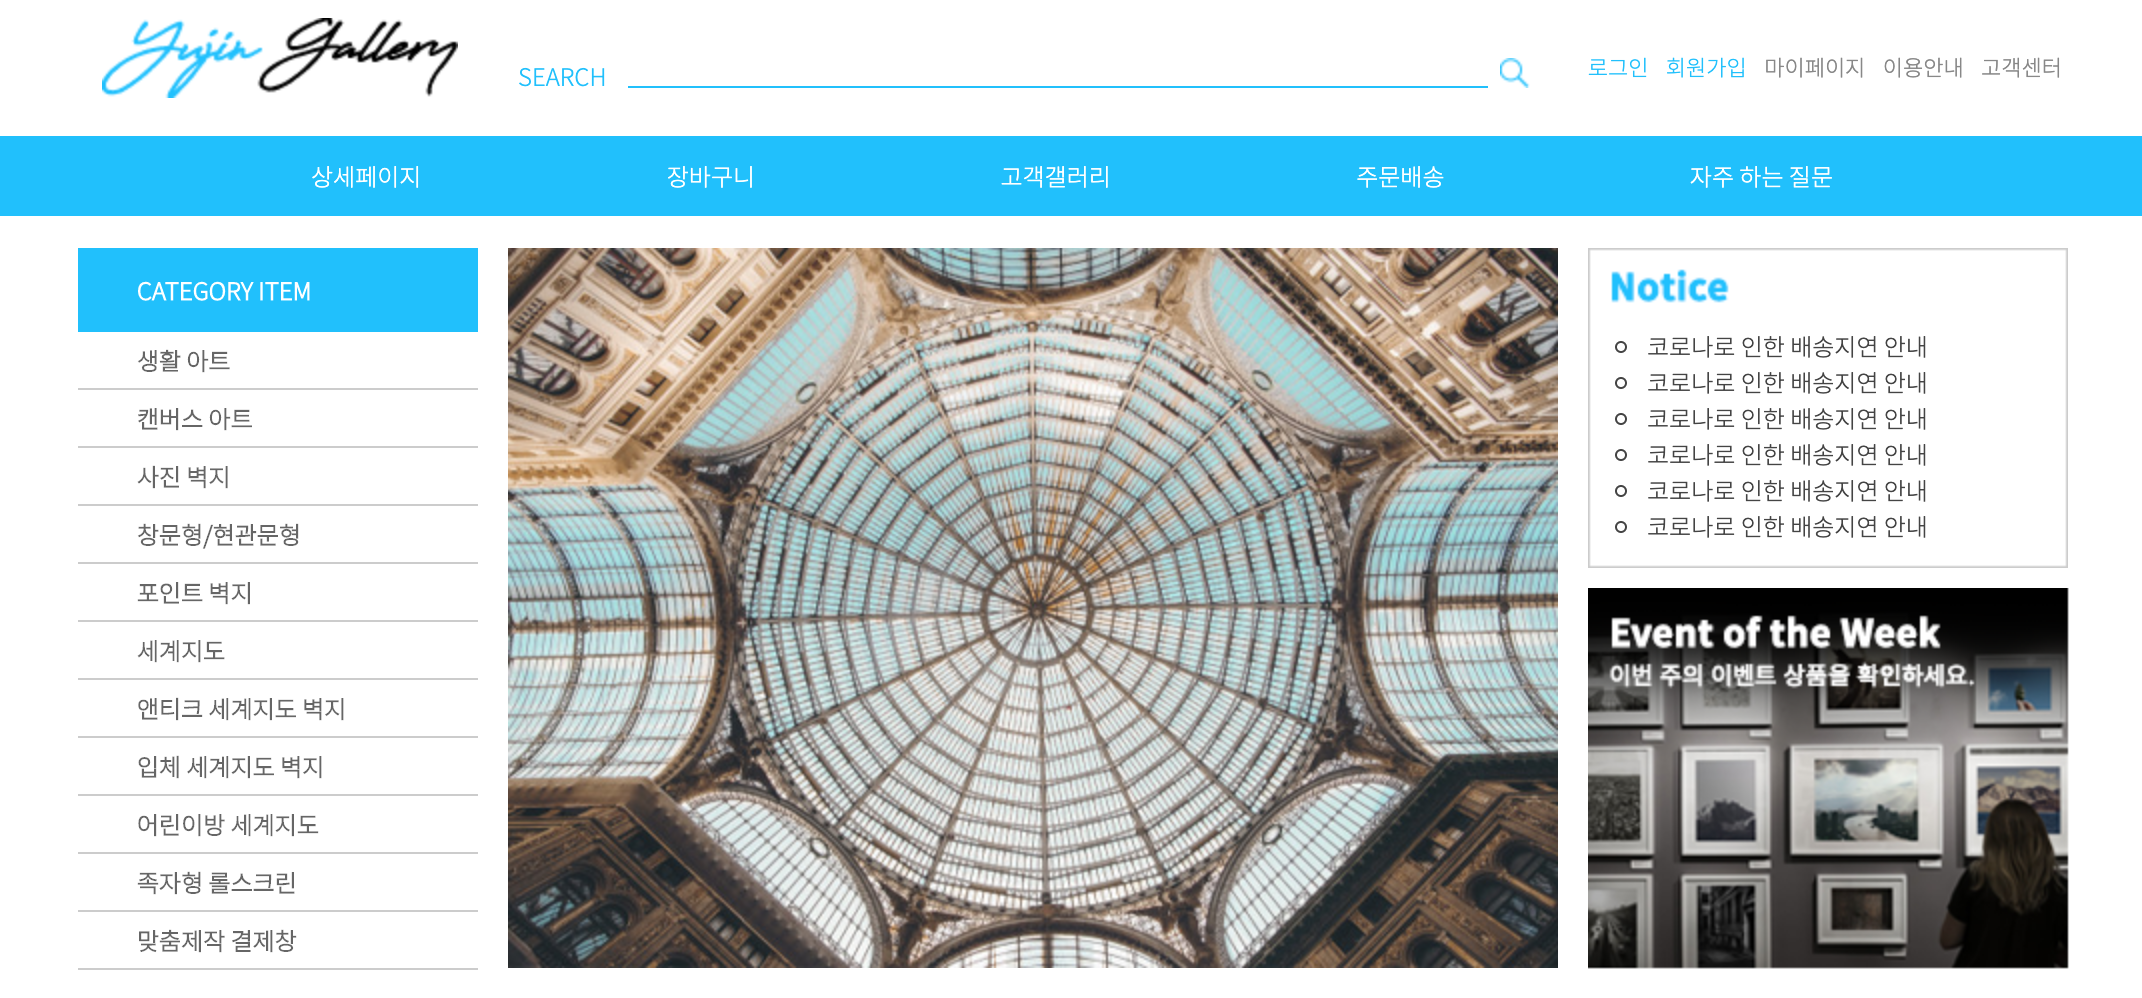 Yujin Gallery
SEARCH
로그인 회원가입 마이페이지 이용안내 고객센터
상세페이지 장바구니 고객갤러리 주문배송 자주 하는 질문
CATEGORY ITEM
생활 아트
캔버스 아트
사진 벽지
창문형/현관문형
포인트 벽지
세계지도
앤티크 세계지도 벽지
입체 세계지도 벽지
어린이방 세계지도
족자형 롤스크린
맞춤제작 결제창
Notice
코로나로 인한 배송지연 안내
코로나로 인한 배송지연 안내
코로나로 인한 배송지연 안내
코로나로 인한 배송지연 안내
코로나로 인한 배송지연 안내
코로나로 인한 배송지연 안내
Event of the Week
이번 주의 이벤트 상품을 확인하세요.